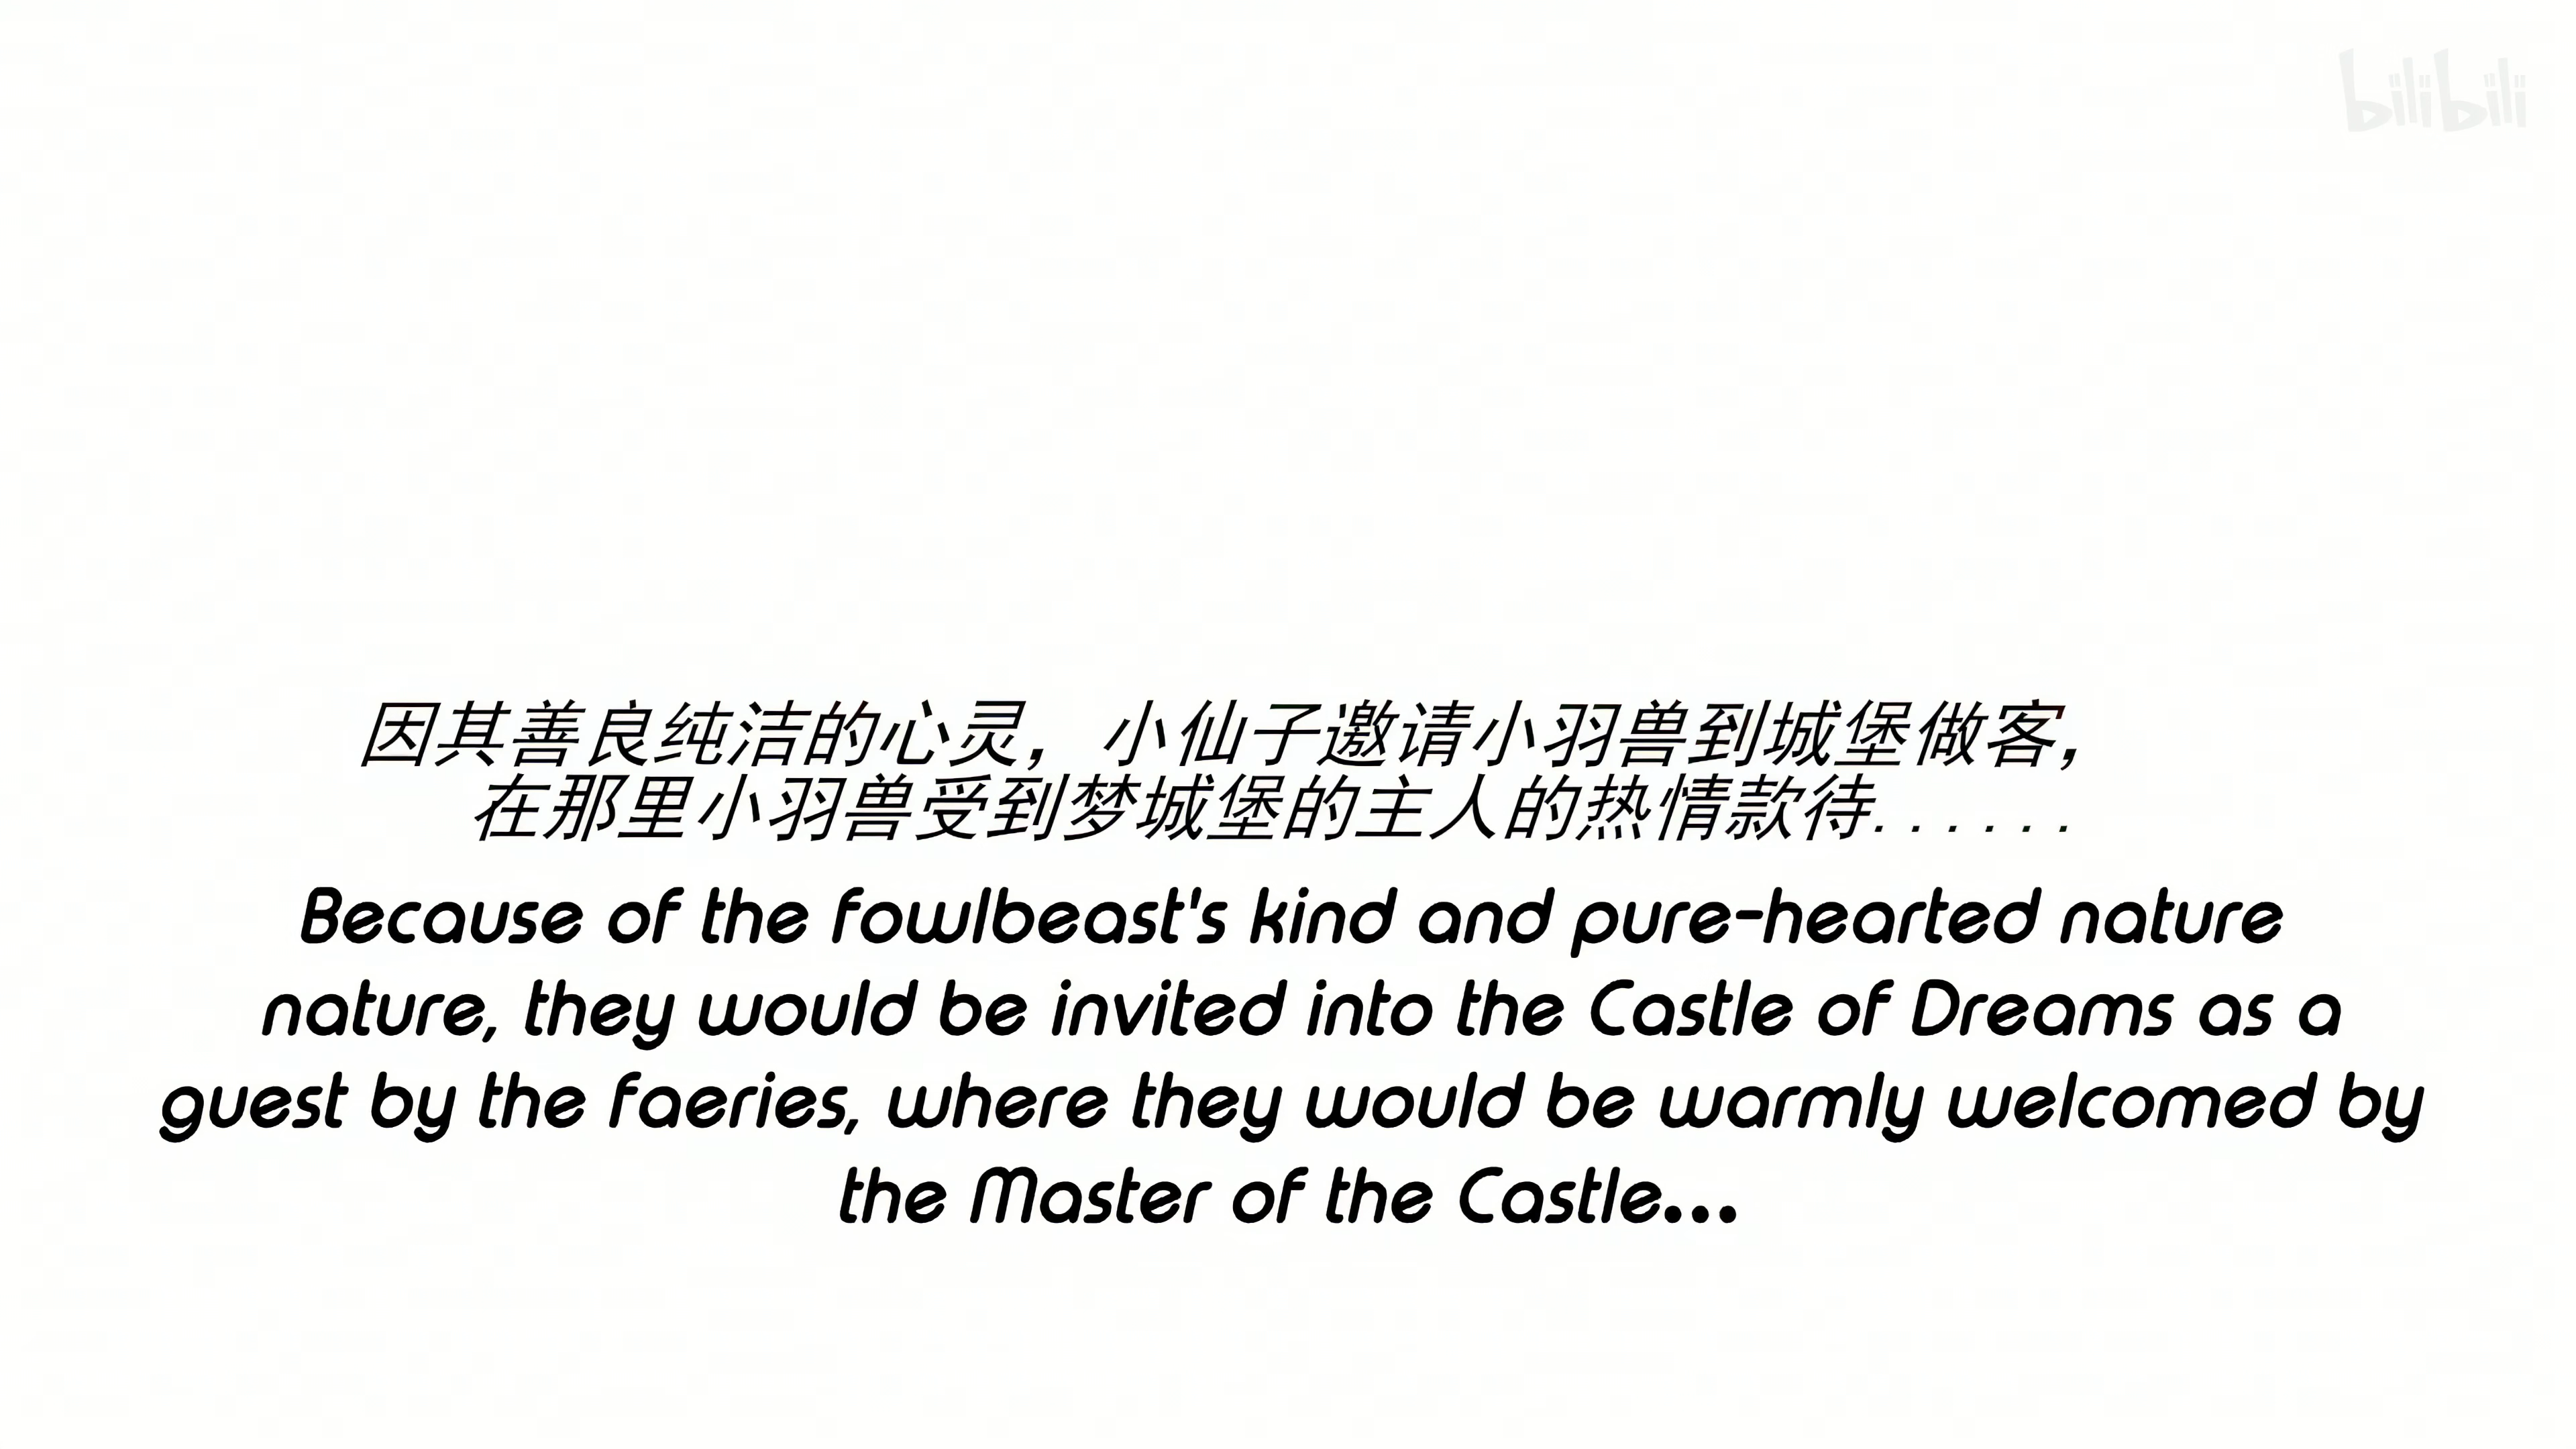 bilibili
因其善良纯洁的心灵，小仙子邀请小羽兽到城堡做客，
在那里小羽兽受到梦城堡的主人的热情款待......
Because of the fowlbeast's kind and pure-hearted nature
nature, they would be invited into the Castle of Dreams as a
guest by the faeries, where they would be warmly welcomed by
the Master of the Castle...